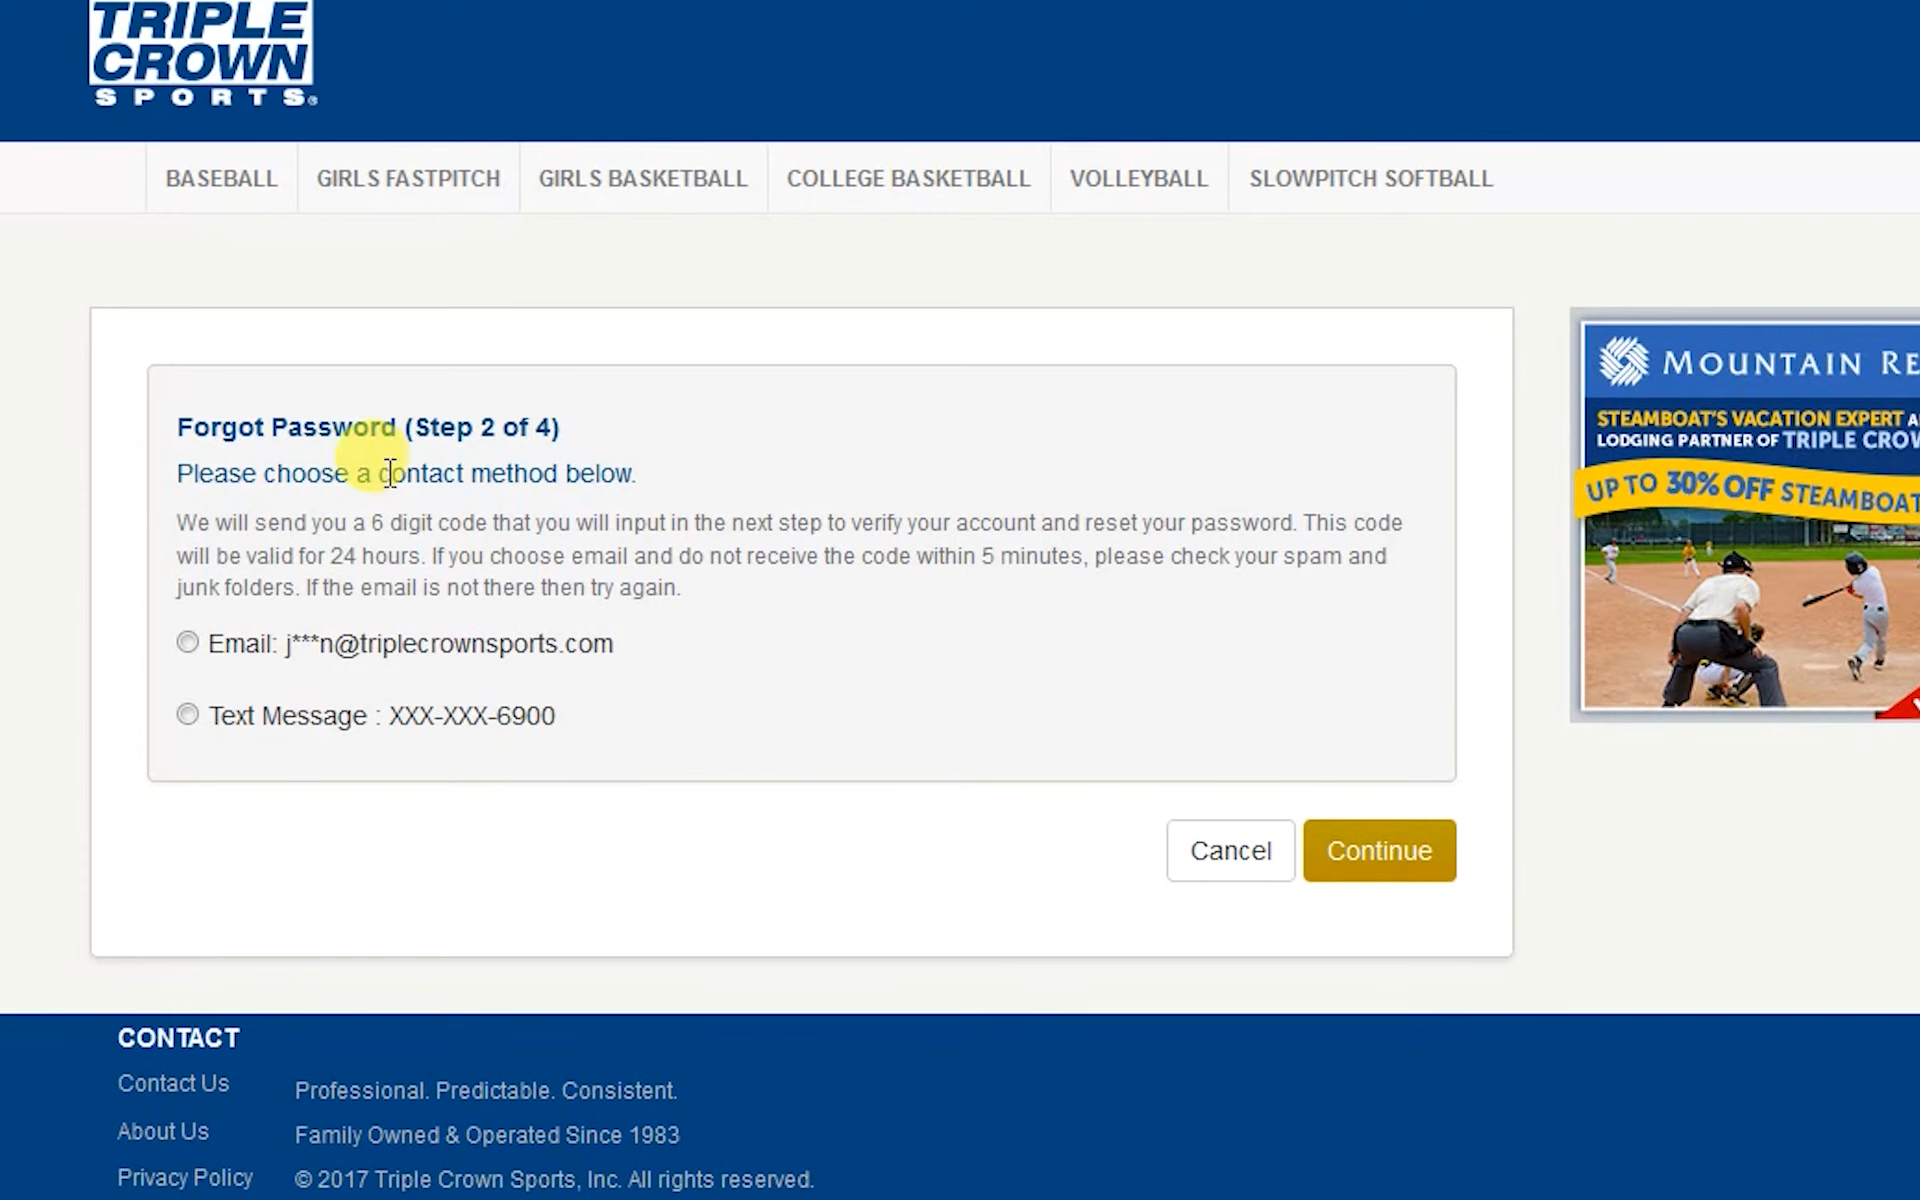 TRIPLE
CROWN
SPORTS®
BASEBALL
GIRLS FASTPITCH
GIRLS BASKETBALL
COLLEGE BASKETBALL
VOLLEYBALL
SLOWPITCH SOFTBALL
Forgot Password (Step 2 of 4)
Please choose a contact method below.
We will send you a 6 digit code that you will input in the next step to verify your account and reset your password. This code
will be valid for 24 hours. If you choose email and do not receive the code within 5 minutes, please check your spam and
junk folders. If the email is not there then try again.
Email: j***n@triplecrownsports.com
Text Message : XXX-XXX-6900
Cancel
Continue
MOUNTAIN RE
STEAMBOAT'S VACATION EXPERT A
LODGING PARTNER OF TRIPLE CROW
UP TO 30% OFF STEAMBOAT
CONTACT
Contact Us
About Us
Privacy Policy
Professional. Predictable. Consistent.
Family Owned & Operated Since 1983
© 2017 Triple Crown Sports, Inc. All rights reserved.